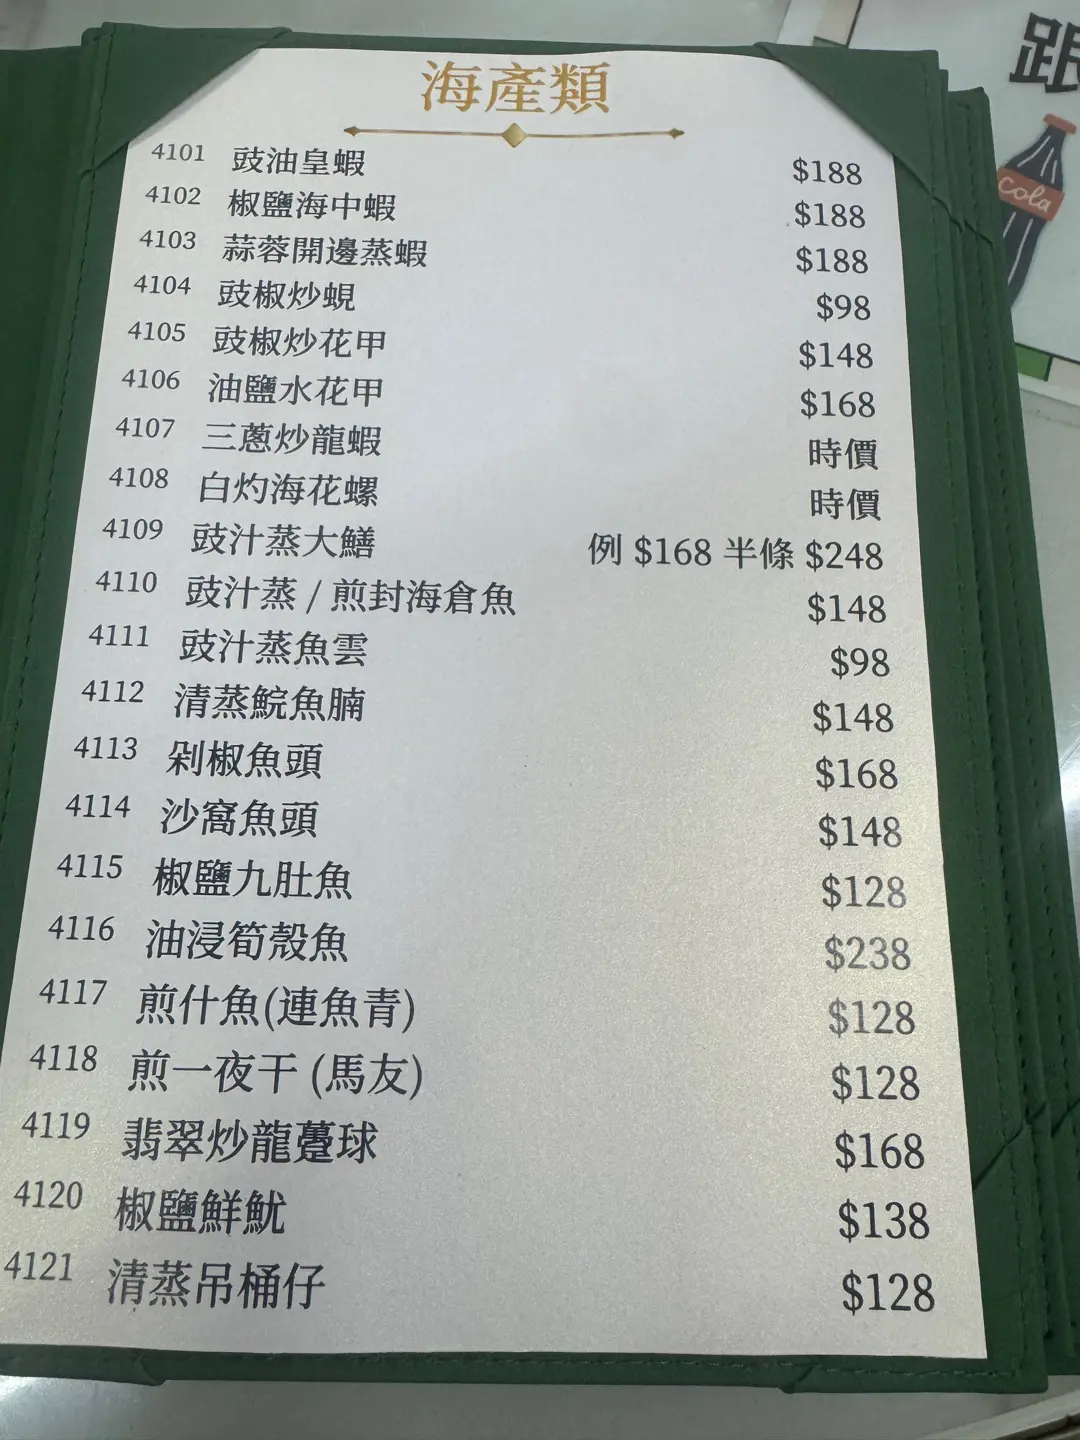 海產類
4101 豉油皇蝦 $188
4102 椒鹽海中蝦 $188
4103 蒜蓉開邊蒸蝦 $188
4104 豉椒炒蜆 $98
4105 豉椒炒花甲 $148
4106 油鹽水花甲 $168
4107 三蔥炒龍蝦 時價
4108 白灼海花螺 時價
4109 豉汁蒸大鱔 例 $168 半條 $248
4110 豉汁蒸 / 煎封海倉魚 $148
4111 豉汁蒸魚雲 $98
4112 清蒸鯇魚腩 $148
4113 剁椒魚頭 $168
4114 沙窩魚頭 $148
4115 椒鹽九肚魚 $128
4116 油浸筍殼魚 $238
4117 煎什魚(連魚青) $128
4118 煎一夜干 (馬友) $128
4119 翡翠炒龍躉球 $168
4120 椒鹽鮮魷 $138
4121 清蒸吊桶仔 $128
跟
Cola